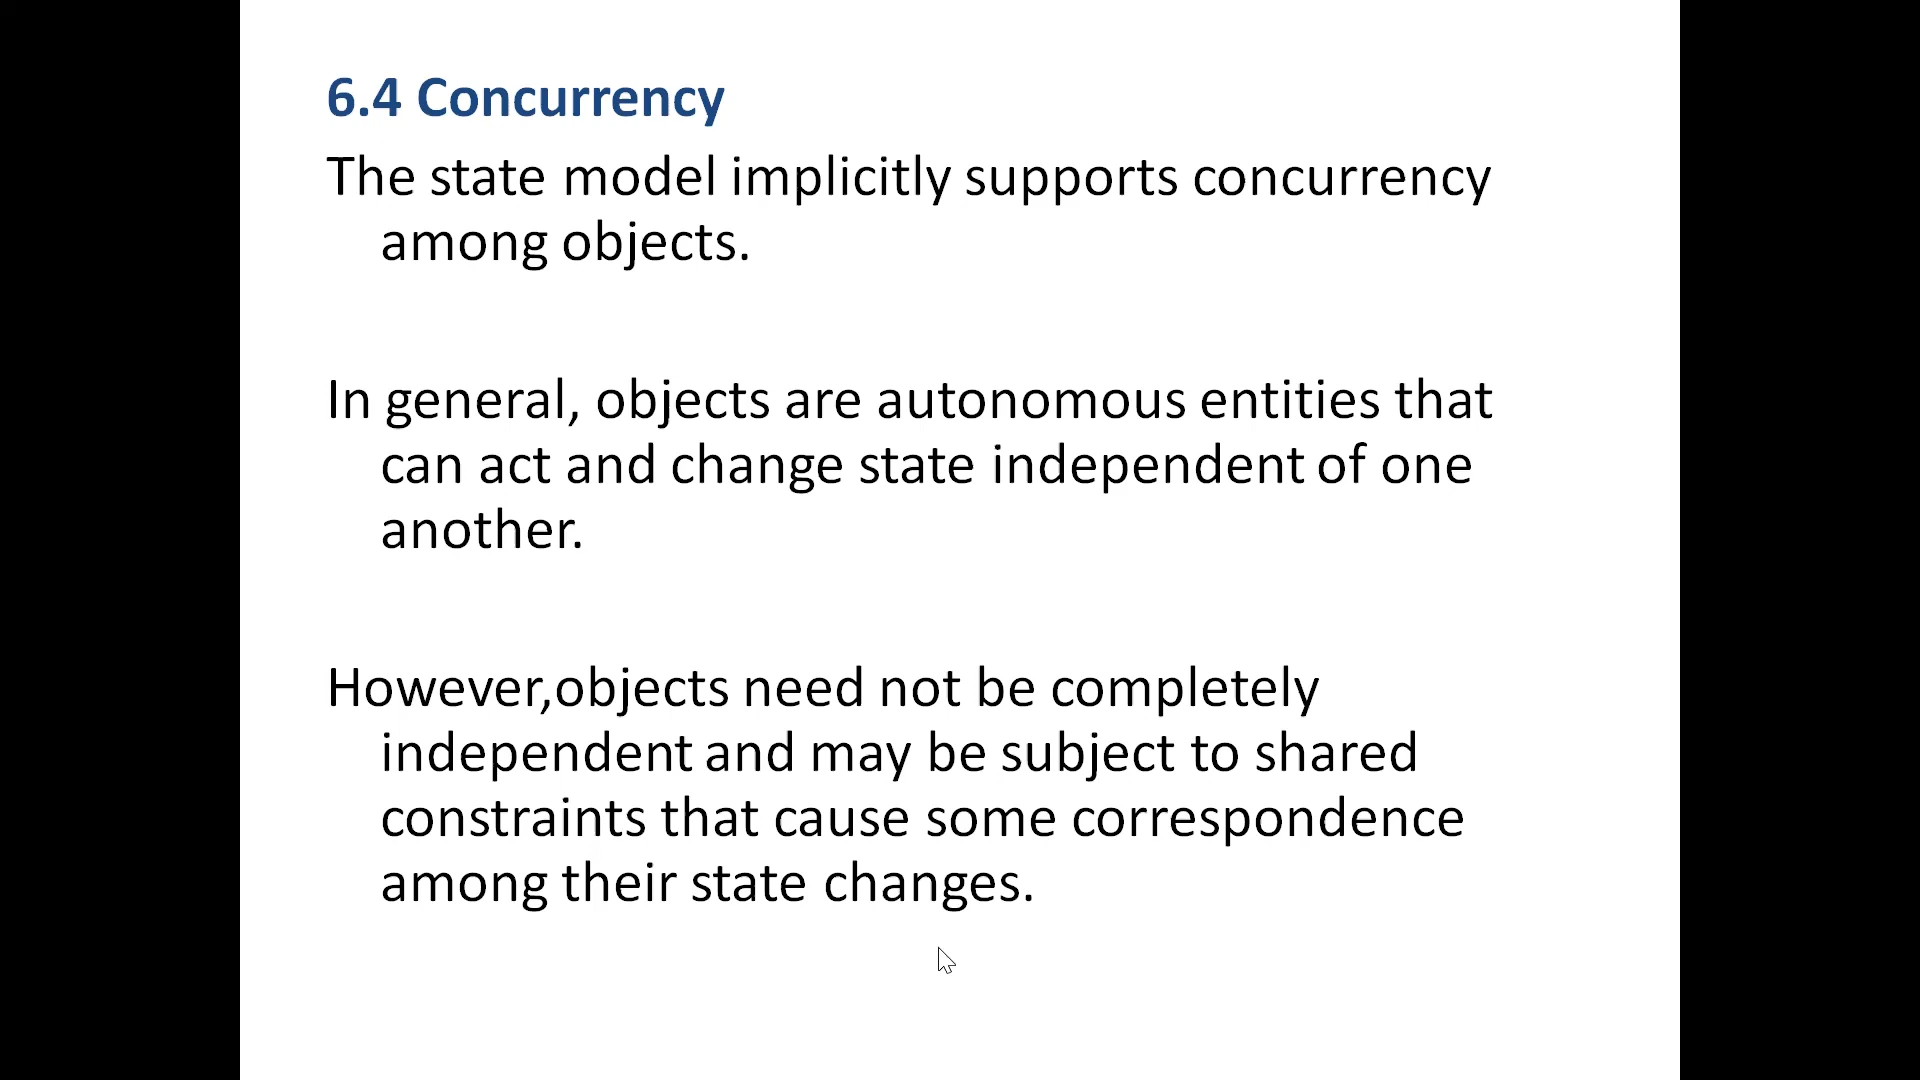 6.4 Concurrency
The state model implicitly supports concurrency
among objects.
In general, objects are autonomous entities that
can act and change state independent of one
another.
However,objects need not be completely
independent and may be subject to shared
constraints that cause some correspondence
among their state changes.